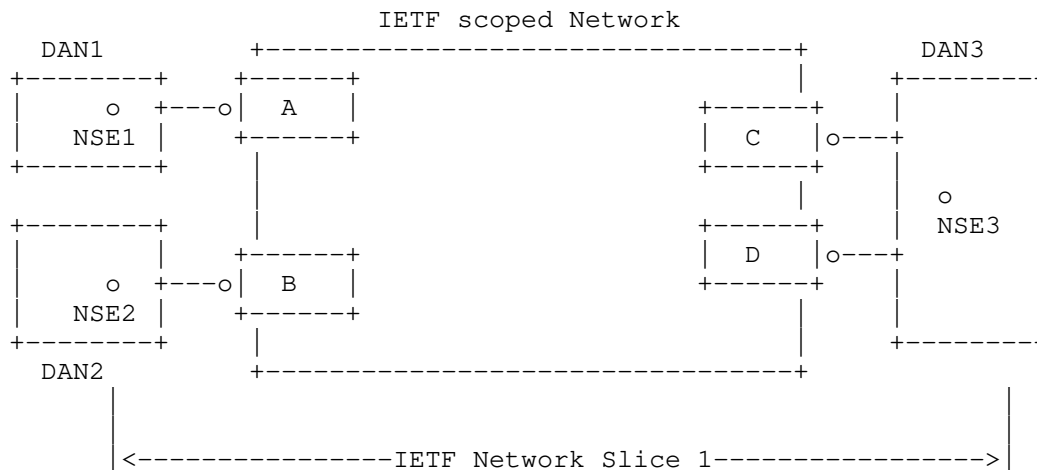 IETF scoped Network
DAN1 DAN3
o o A
NSE1 C o
o
NSE3
D o
o o B
NSE2
DAN2
IETF Network Slice 1